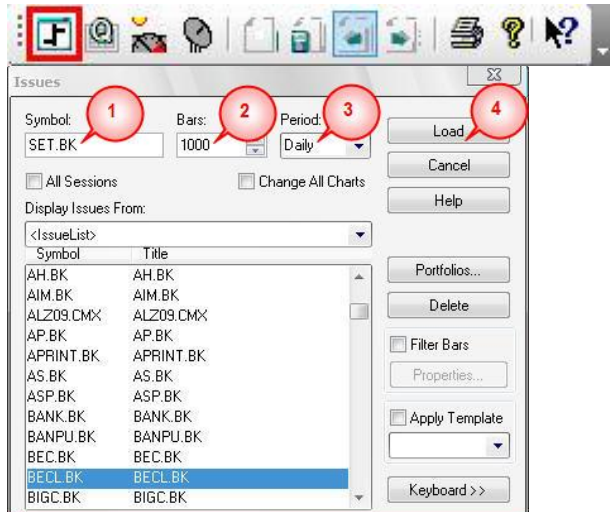 Issues
1 2 3 4
Symbol: Bars: Period:
SET.BK 1000 Daily Load
Cancel
All Sessions Change All Charts
Help
Display Issues From:
<IssueList>
Symbol Title
AH.BK AH.BK Portfolios...
AIM.BK AIM.BK
ALZ09.CMX ALZ09.CMX Delete
AP.BK AP.BK
APRINT.BK APRINT.BK Filter Bars
AS.BK AS.BK Properties...
ASP.BK ASP.BK
BANK.BK BANK.BK Apply Template
BANPU.BK BANPU.BK
BEC.BK BEC.BK
BECL.BK BECL.BK
BIGC.BK BIGC.BK Keyboard >>